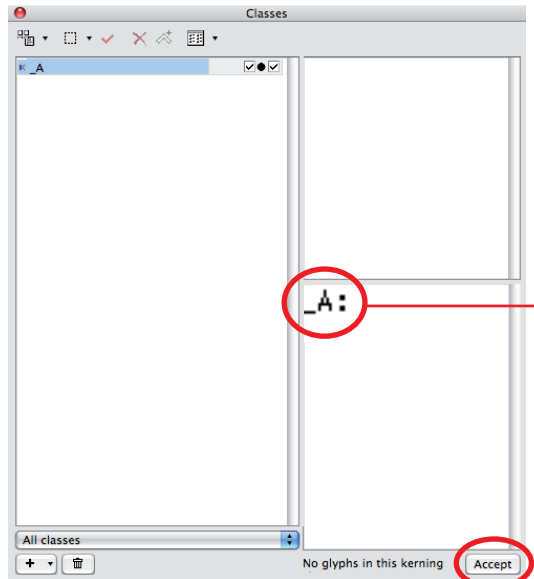 Classes
_A
_A:
All classes
No glyphs in this kerning
Accept